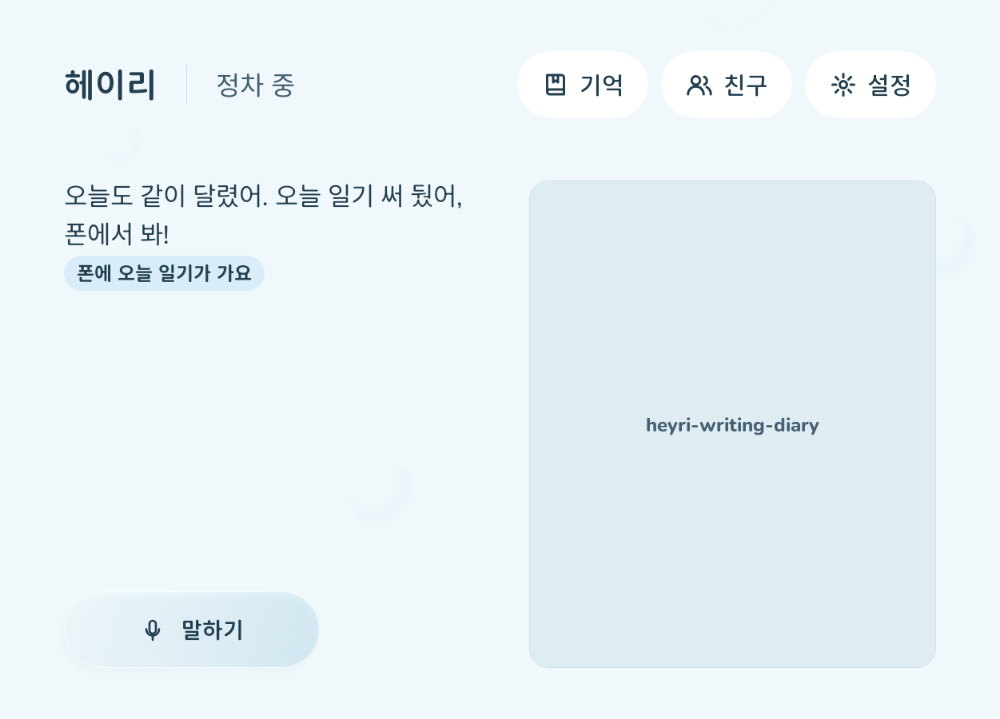 헤이리
정차 중
기억
친구
설정
오늘도 같이 달렸어. 오늘 일기 써 뒀어,
폰에서 봐!
폰에 오늘 일기가 가요
heyri-writing-diary
말하기